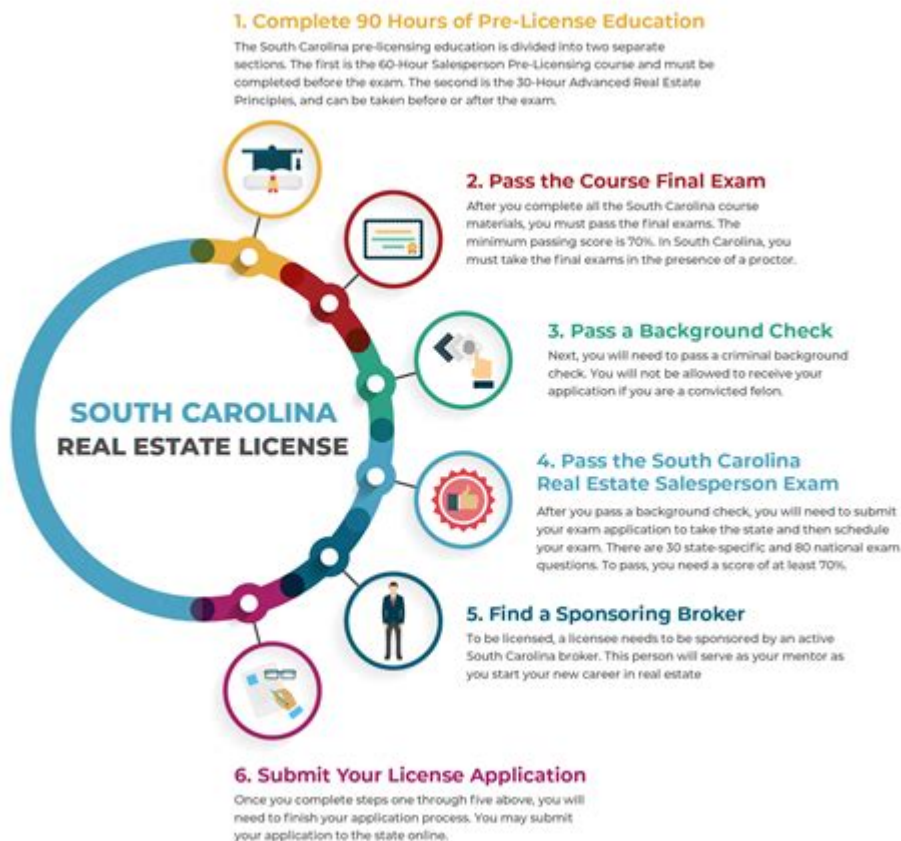 1. Complete 90 Hours of Pre-License Education
The South Carolina pre-licensing education is divided into two separate
sections. The first is the 60-Hour Salesperson Pre-Licensing course and must be
completed before the exam. The second is the 30-Hour Advanced Real Estate
Principles, and can be taken before or after the exam.
2. Pass the Course Final Exam
After you complete all the South Carolina course
materials, you must pass the final exams. The
minimum passing score is 70%. In South Carolina, you
must take the final exams in the presence of a proctor.
3. Pass a Background Check
Next, you will need to pass a criminal background
check. You will not be allowed to receive your
application if you are a convicted felon.
SOUTH CAROLINA
REAL ESTATE LICENSE
4. Pass the South Carolina
Real Estate Salesperson Exam
After you pass a background check, you will need to submit
your exam application to take the state and then schedule
your exam. There are 30 state-specific and 80 national exam
questions. To pass, you need a score of at least 70%.
5. Find a Sponsoring Broker
To be licensed, a licensee needs to be sponsored by an active
South Carolina broker. This person will serve as your mentor as
you start your new career in real estate
6. Submit Your License Application
Once you complete steps one through five above, you will
need to finish your application process. You may submit
your application to the state online.